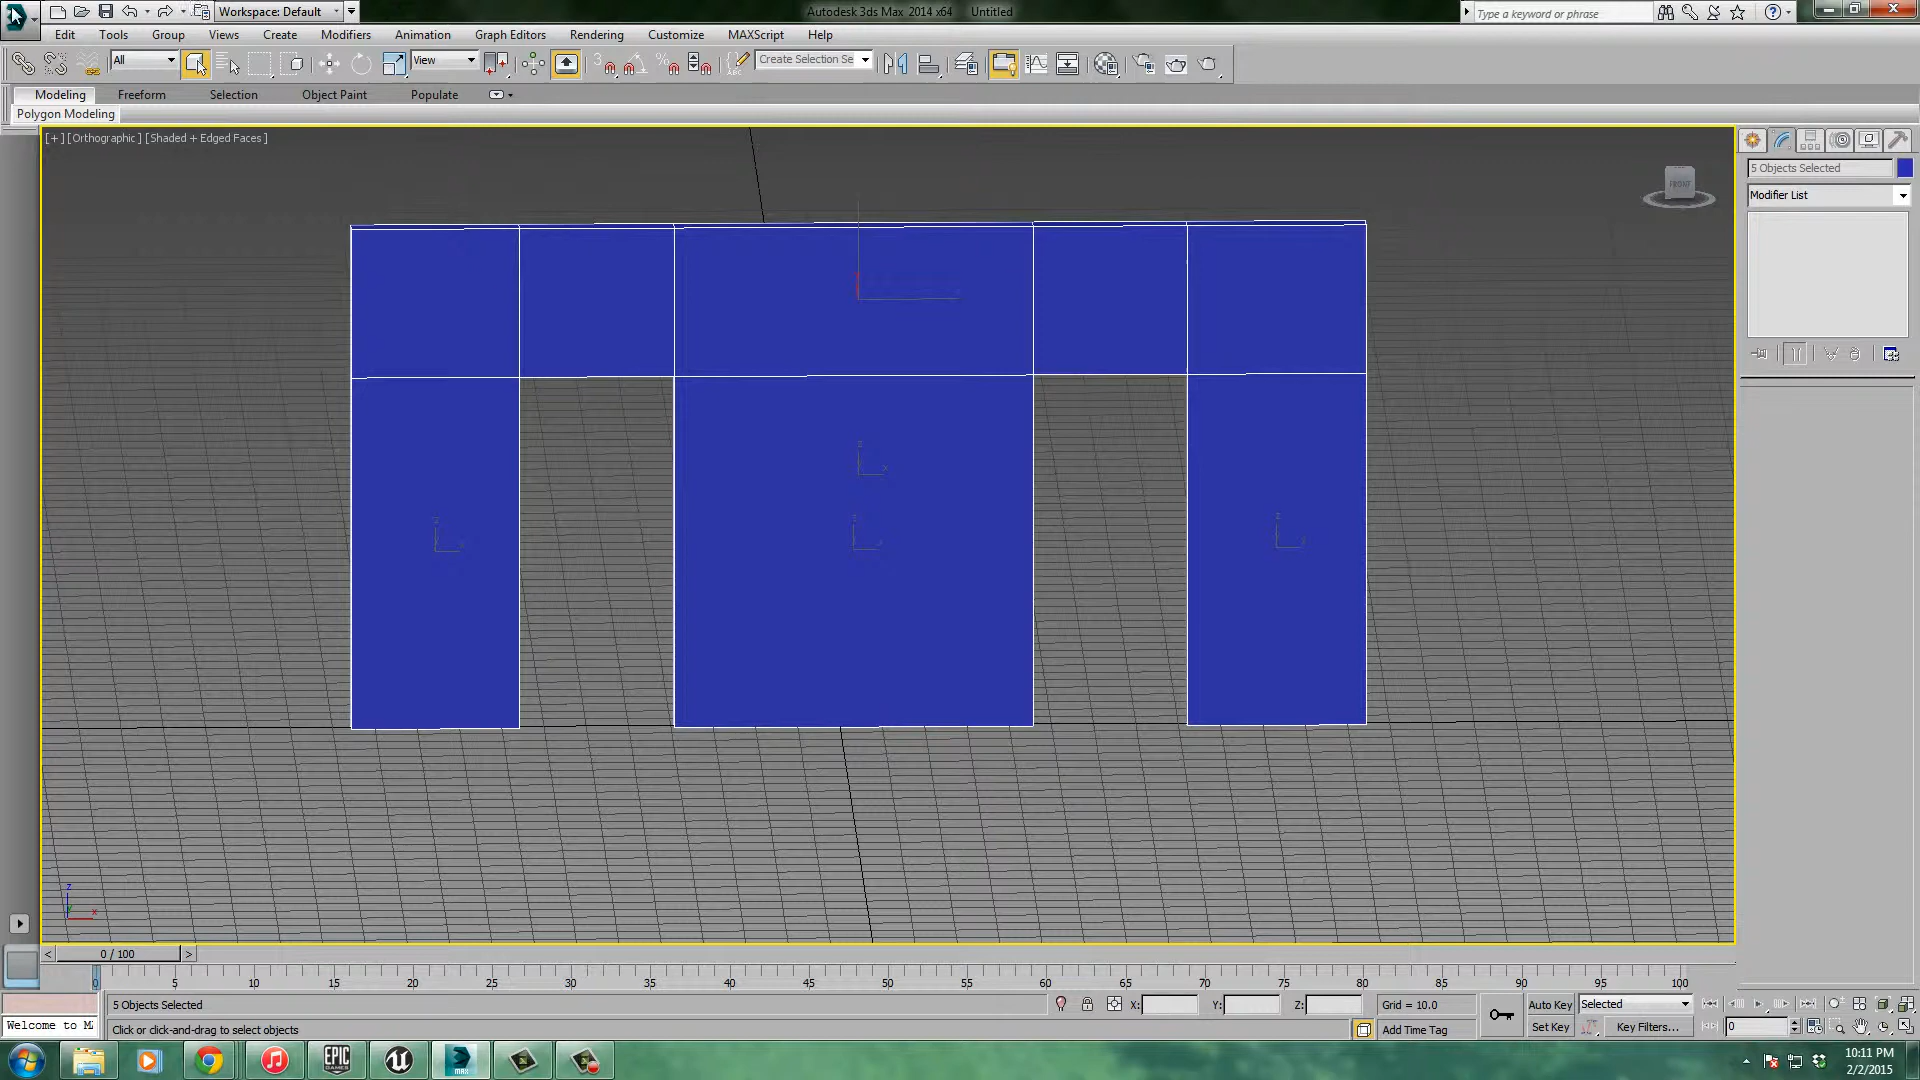 Workspace: Default
Autodesk 3ds Max 2014 x64 Untitled
Type a keyword or phrase
Edit Tools Group Views Create Modifiers Animation Graph Editors Rendering Customize MAXScript Help
All
View
3
Create Selection Se
Modeling Freeform Selection Object Paint Populate
Polygon Modeling
[+][Orthographic][Shaded + Edged Faces]
FRONT
5 Objects Selected
Modifier List
z
x
z
z
z
z
x
0 / 100
0 5 10 15 20 25 30 35 40 45 50 55 60 65 70 75 80 85 90 95 100
5 Objects Selected
X: Y: Z:
Grid = 10.0
Auto Key
Selected
Welcome to MA
Click or click-and-drag to select objects
Add Time Tag
Set Key
Key Filters...
0
EPIC GAMES
MAX
10:11 PM
2/2/2015